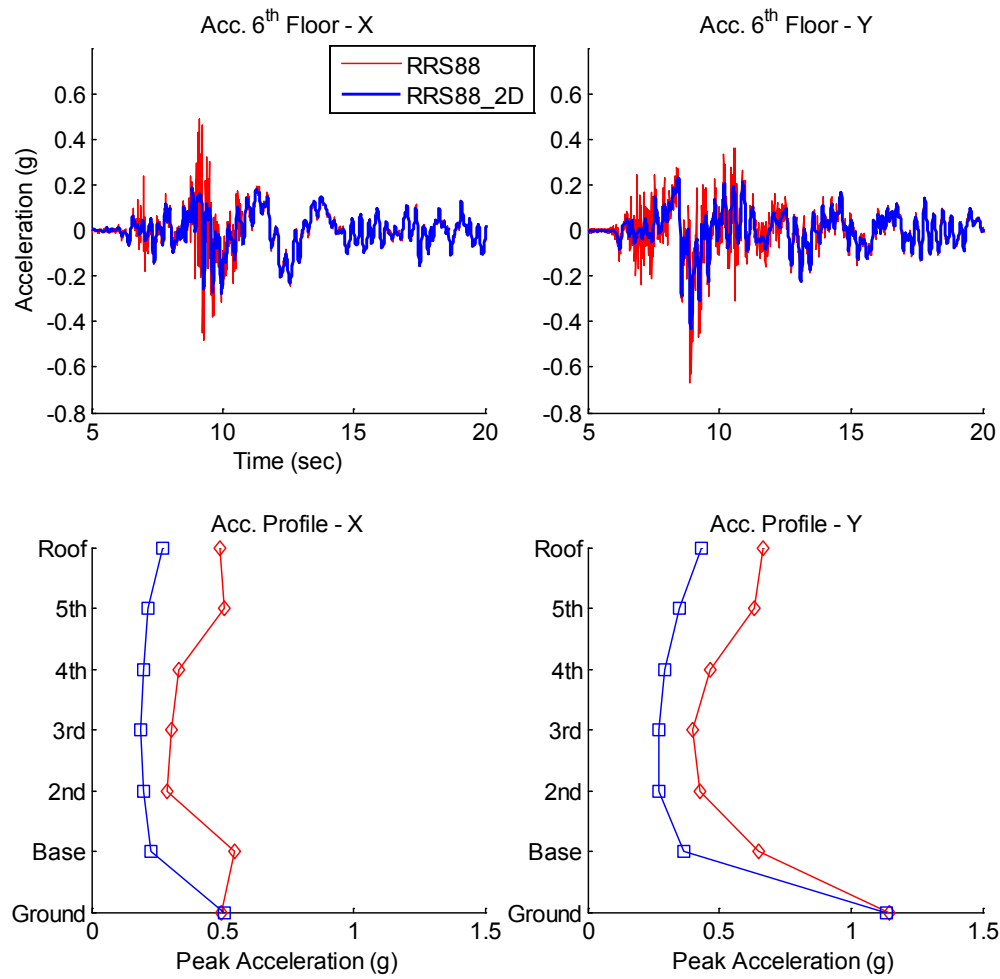 Acc. 6th Floor - X
Acc. 6th Floor - Y
RRS88
RRS88_2D
Acceleration (g)
0.6
0.4
0.2
0
-0.2
-0.4
-0.6
-0.8
5
10
15
20
Time (sec)
0.6
0.4
0.2
0
-0.2
-0.4
-0.6
-0.8
5
10
15
20
Acc. Profile - X
Roof
5th
4th
3rd
2nd
Base
Ground
0
0.5
1
1.5
Peak Acceleration (g)
Acc. Profile - Y
Roof
5th
4th
3rd
2nd
Base
Ground
0
0.5
1
1.5
Peak Acceleration (g)